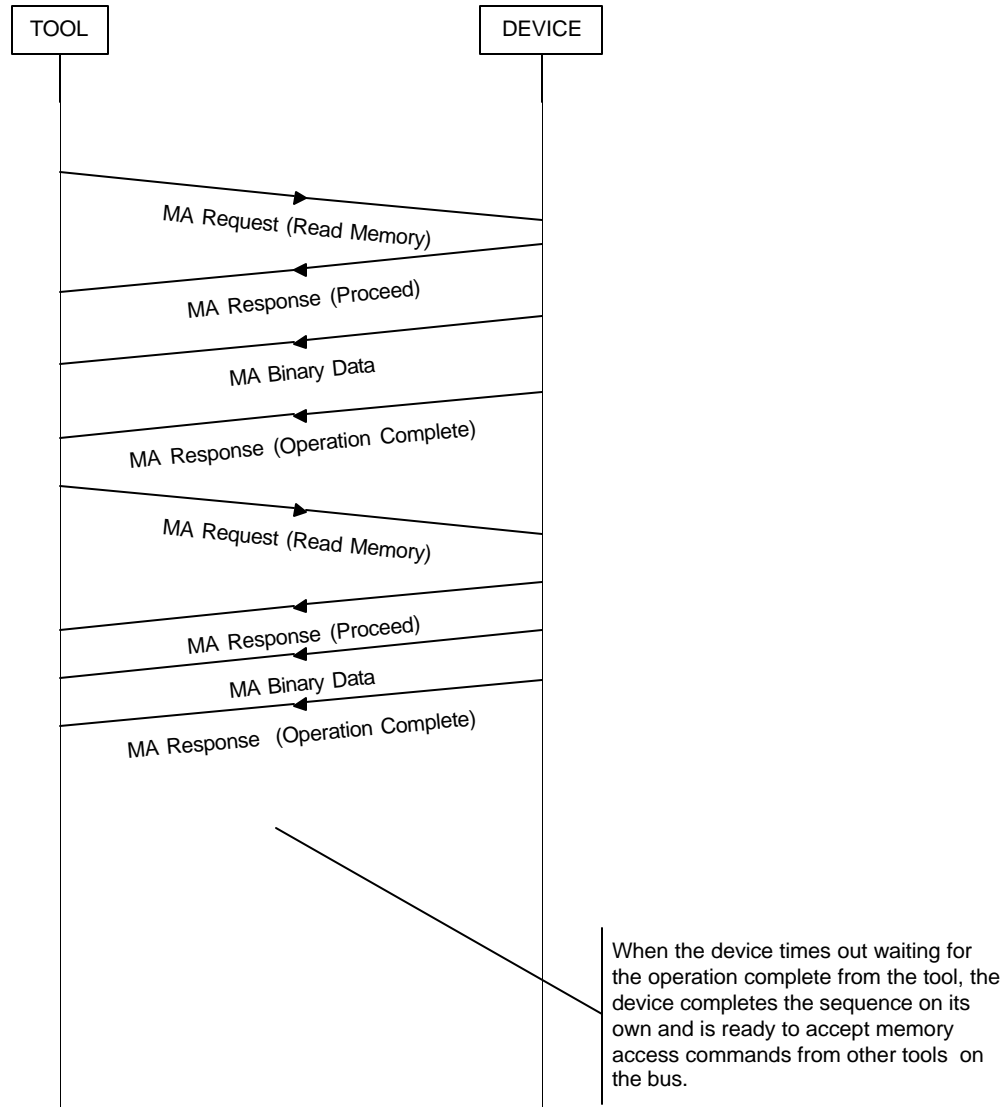 TOOL
DEVICE
MA Request (Read Memory)
MA Response (Proceed)
MA Binary Data
MA Response (Operation Complete)
MA Request (Read Memory)
MA Response (Proceed)
MA Binary Data
MA Response (Operation Complete)
When the device times out waiting for
the operation complete from the tool, the
device completes the sequence on its
own and is ready to accept memory
access commands from other tools on
the bus.